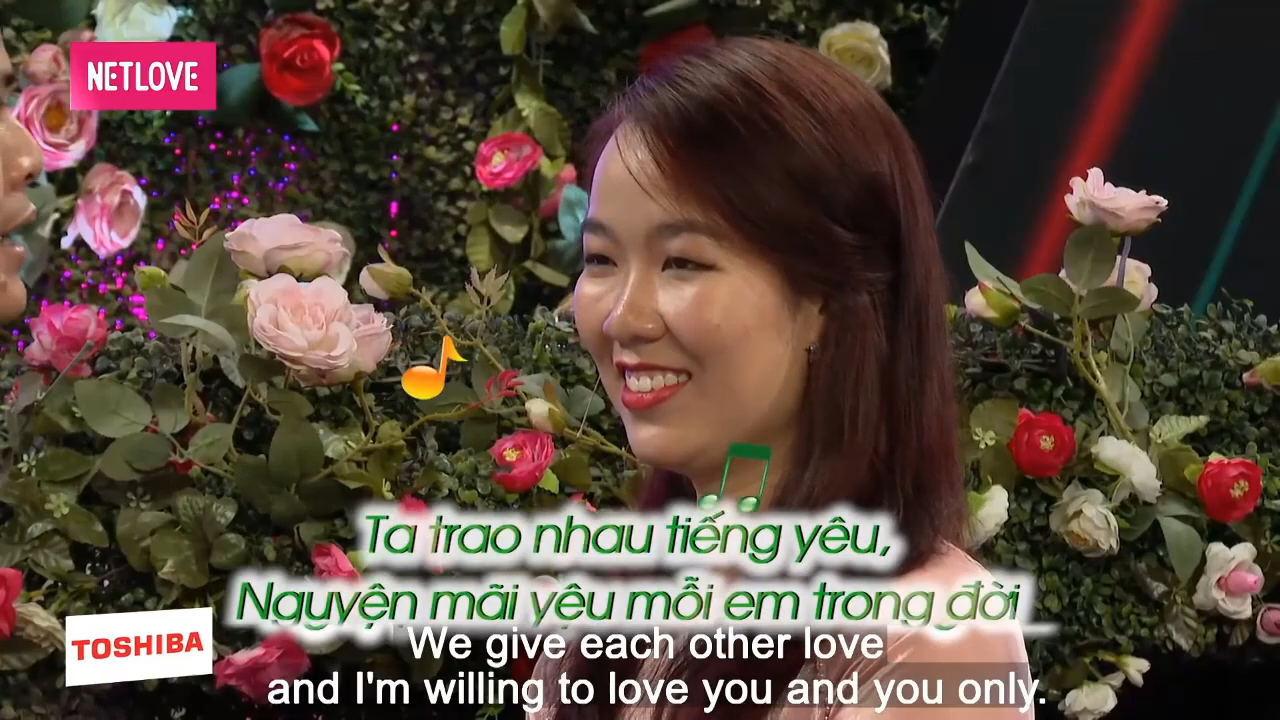 NETLOVE
Ta trao nhau tiếng yêu,
Nguyện mãi yêu mỗi em trong đời
We give each other love
TOSHIBA
and I'm willing to love you and you only.